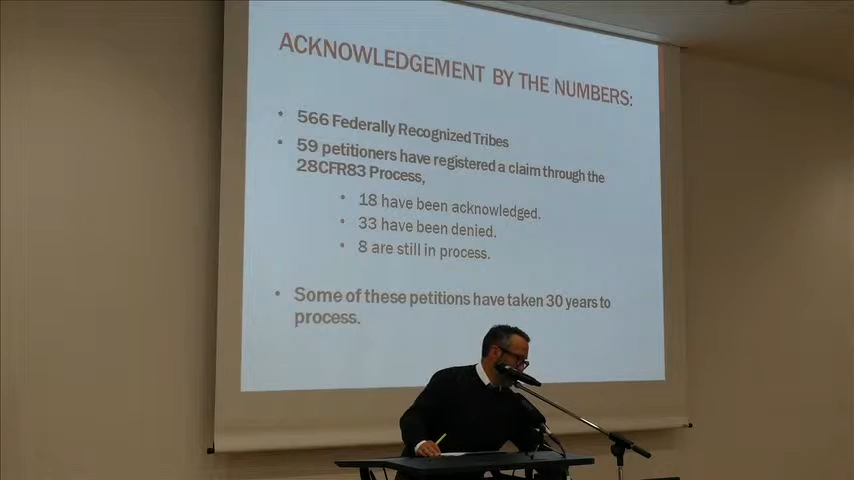 ACKNOWLEDGEMENT BY THE NUMBERS:
• 566 Federally Recognized Tribes
• 59 petitioners have registered a claim through the
28CFR83 Process,
• 18 have been acknowledged.
• 33 have been denied.
• 8 are still in process.
• Some of these petitions have taken 30 years to
process.